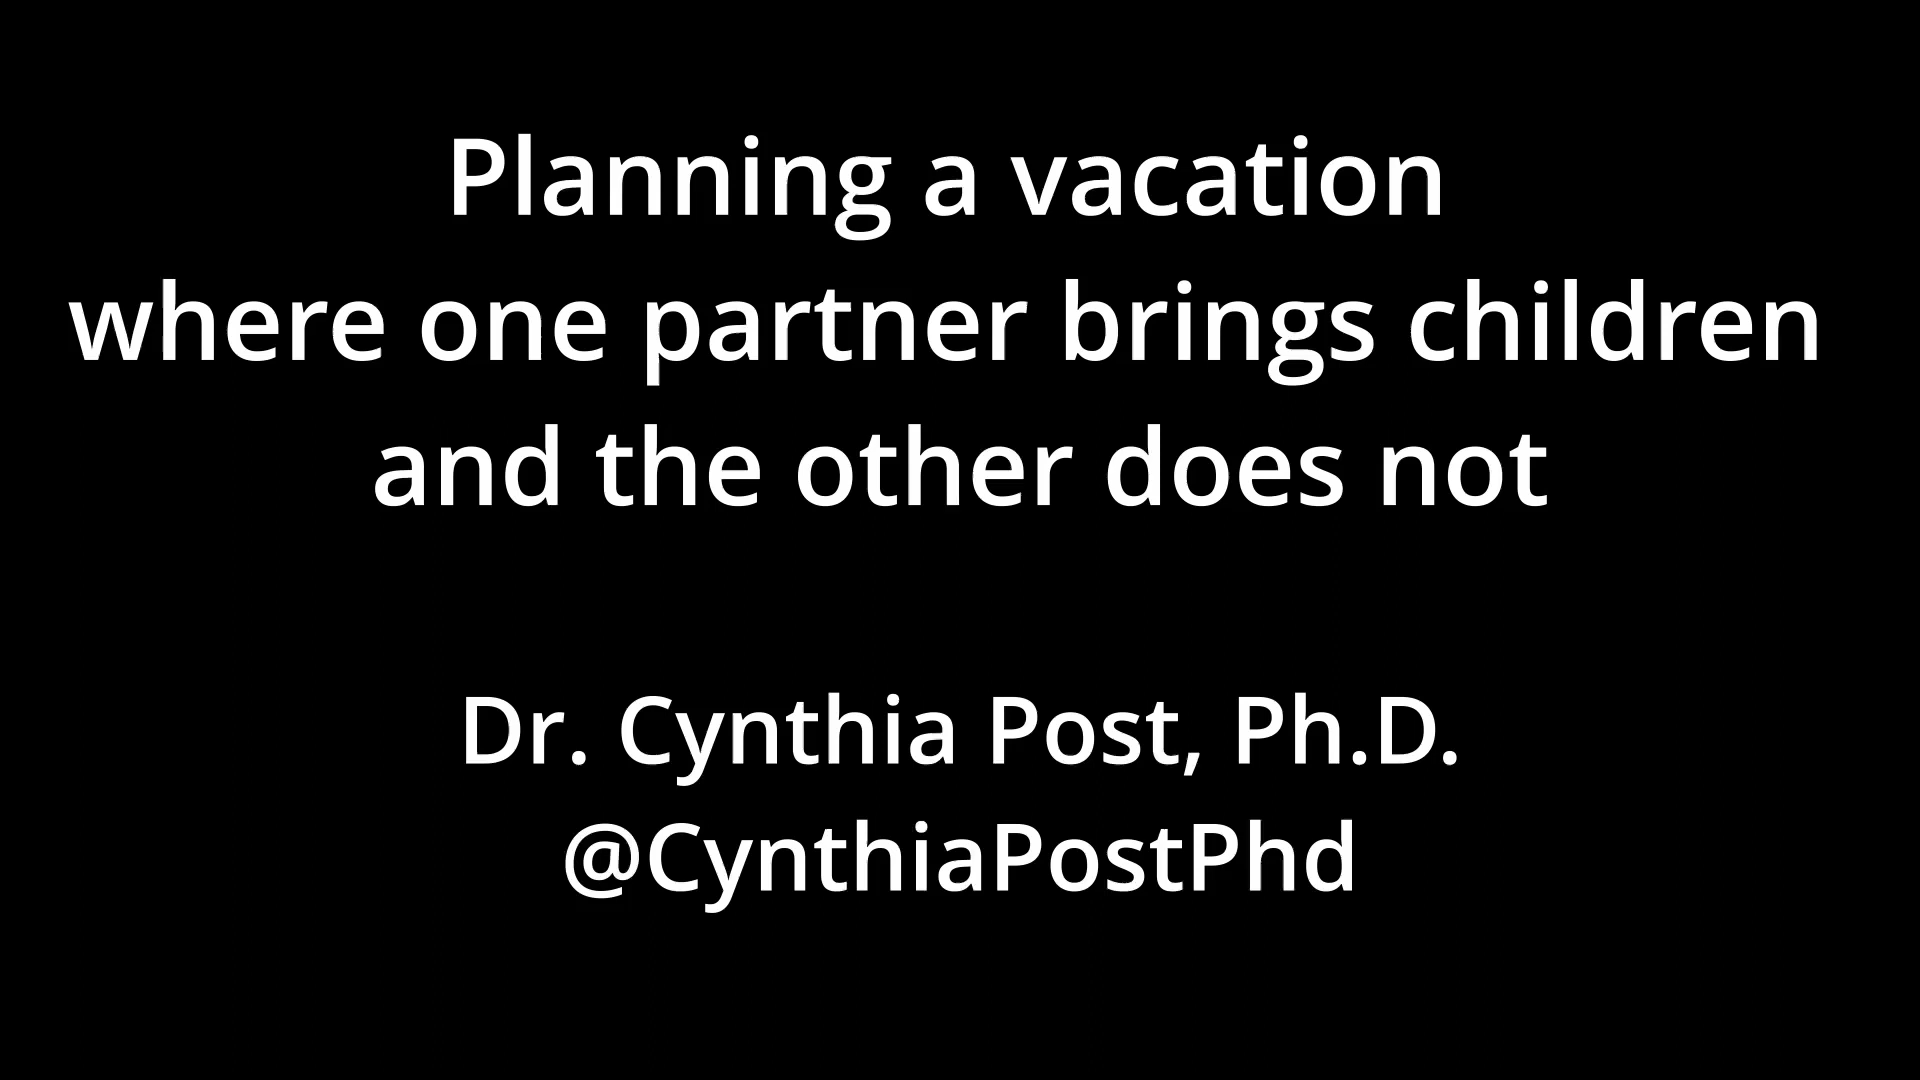 Planning a vacation
where one partner brings children
and the other does not
Dr. Cynthia Post, Ph.D.
@CynthiaPostPhd